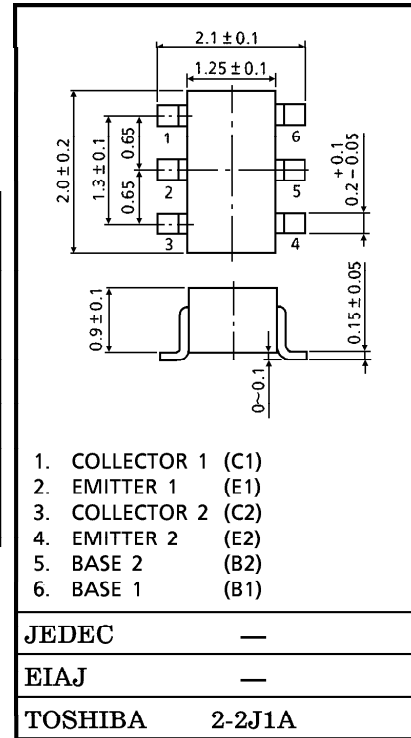 2.1 ± 0.1
1.25 ± 0.1
1
6
2
5
3
4
2.0 ± 0.2
1.3 ± 0.1
0.65
0.65
+0.1
0.2 – 0.05
0.9 ± 0.1
0~0.1
0.15 ± 0.05
1. COLLECTOR 1 (C1)
2. EMITTER 1 (E1)
3. COLLECTOR 2 (C2)
4. EMITTER 2 (E2)
5. BASE 2 (B2)
6. BASE 1 (B1)
JEDEC —
EIAJ —
TOSHIBA 2-2J1A